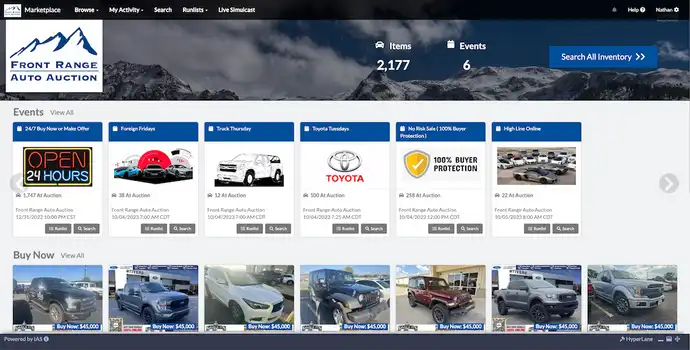 Marketplace Browse My Activity Search Runlists Live Simulcast Help Nathan
FRONT RANGE
AUTO AUCTION
Items Events
2,177 6
Search All Inventory
Events View All
24/7 Buy Now or Make Offer
Foreign Fridays
Truck Thursday
Toyota Tuesdays
No Risk Sale ( 100% Buyer
Protection )
High Line Online
OPEN
24 HOURS
TOYOTA
100% BUYER
PROTECTION
1,747 At Auction
38 At Auction
12 At Auction
100 At Auction
258 At Auction
22 At Auction
Front Range Auto Auction
12/31/2022 10:00 PM CST
Front Range Auto Auction
10/04/2023 7:00 AM CDT
Front Range Auto Auction
10/04/2023 7:00 AM CDT
Front Range Auto Auction
10/04/2023 7:25 AM CDT
Front Range Auto Auction
10/04/2023 12:00 PM CDT
Front Range Auto Auction
10/05/2023 8:00 AM CDT
Runlist Search
Runlist Search
Runlist Search
Runlist Search
Runlist Search
Runlist Search
Buy Now View All
Buy Now: $45,000
Buy Now: $45,000
Buy Now: $45,000
Buy Now: $45,000
Buy Now: $45,000
Buy Now: $45,000
Buy Now: $45,000
Powered by IAS HyperLane